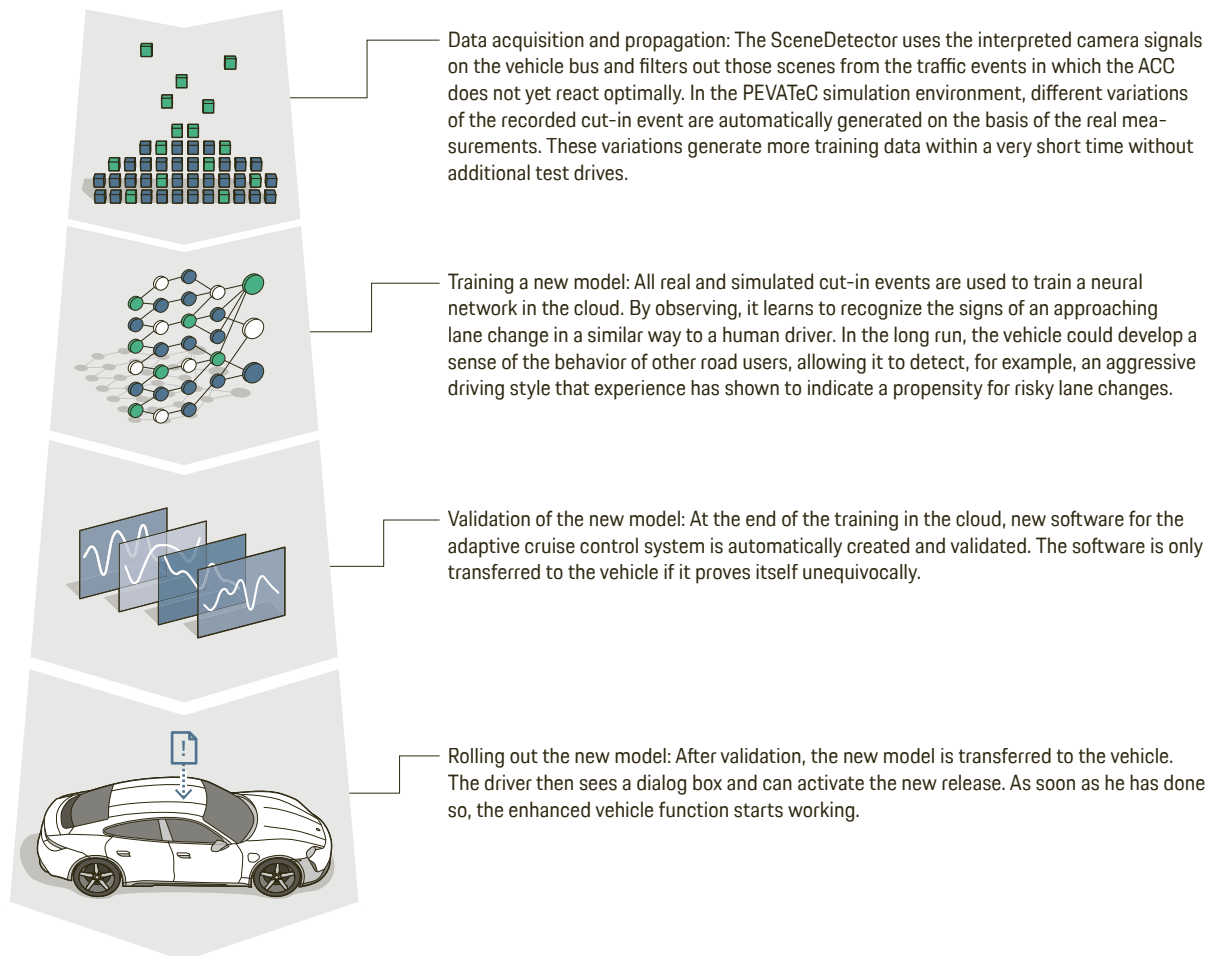 Data acquisition and propagation: The SceneDetector uses the interpreted camera signals
on the vehicle bus and filters out those scenes from the traffic events in which the ACC
does not yet react optimally. In the PEVATeC simulation environment, different variations
of the recorded cut-in event are automatically generated on the basis of the real mea-
surements. These variations generate more training data within a very short time without
additional test drives.
Training a new model: All real and simulated cut-in events are used to train a neural
network in the cloud. By observing, it learns to recognize the signs of an approaching
lane change in a similar way to a human driver. In the long run, the vehicle could develop a
sense of the behavior of other road users, allowing it to detect, for example, an aggressive
driving style that experience has shown to indicate a propensity for risky lane changes.
Validation of the new model: At the end of the training in the cloud, new software for the
adaptive cruise control system is automatically created and validated. The software is only
transferred to the vehicle if it proves itself unequivocally.
!
Rolling out the new model: After validation, the new model is transferred to the vehicle.
The driver then sees a dialog box and can activate the new release. As soon as he has done
so, the enhanced vehicle function starts working.